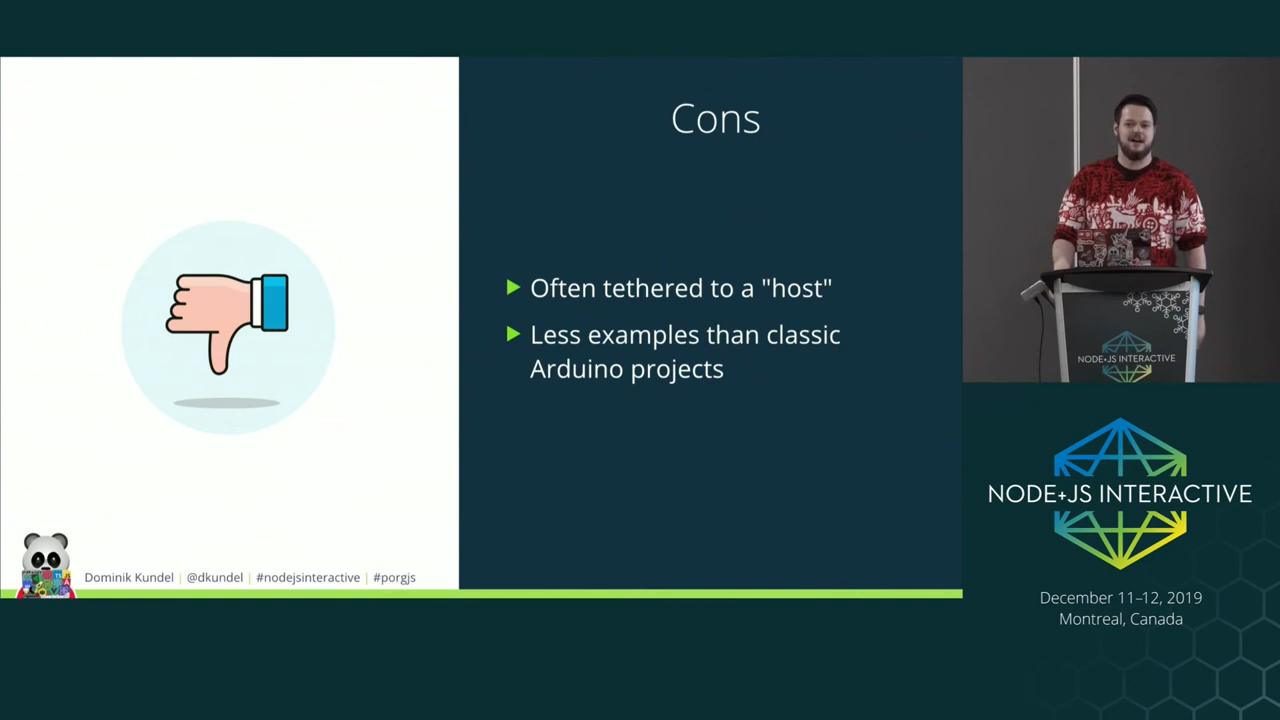 Cons
Often tethered to a "host"
Less examples than classic
Arduino projects
Dominik Kundel | @dkundel | #nodejsinteractive | #porgjs
NODE+JS INTERACTIVE
NODE+JS INTERACTIVE
December 11–12, 2019
Montreal, Canada